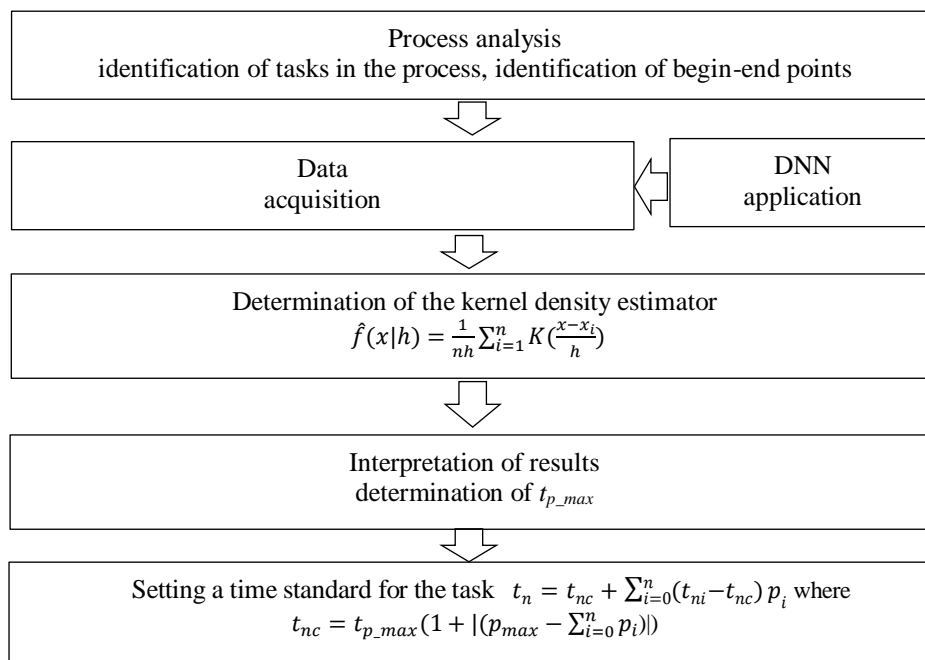 Process analysis
identification of tasks in the process, identification of begin-end points
Data
acquisition
DNN
application
Determination of the kernel density estimator
f̂(x|h) = \frac{1}{nh} ∑_{i=1}^{n} K(\frac{x−x_i}{h})
Interpretation of results
determination of t_{p_max}
Setting a time standard for the task t_n = t_{nc} + ∑_{i=0}^{n}(t_{ni}−t_{nc}) p_i where
t_{nc} = t_{p_max}(1 + |(p_{max} − ∑_{i=0}^{n} p_i)|)